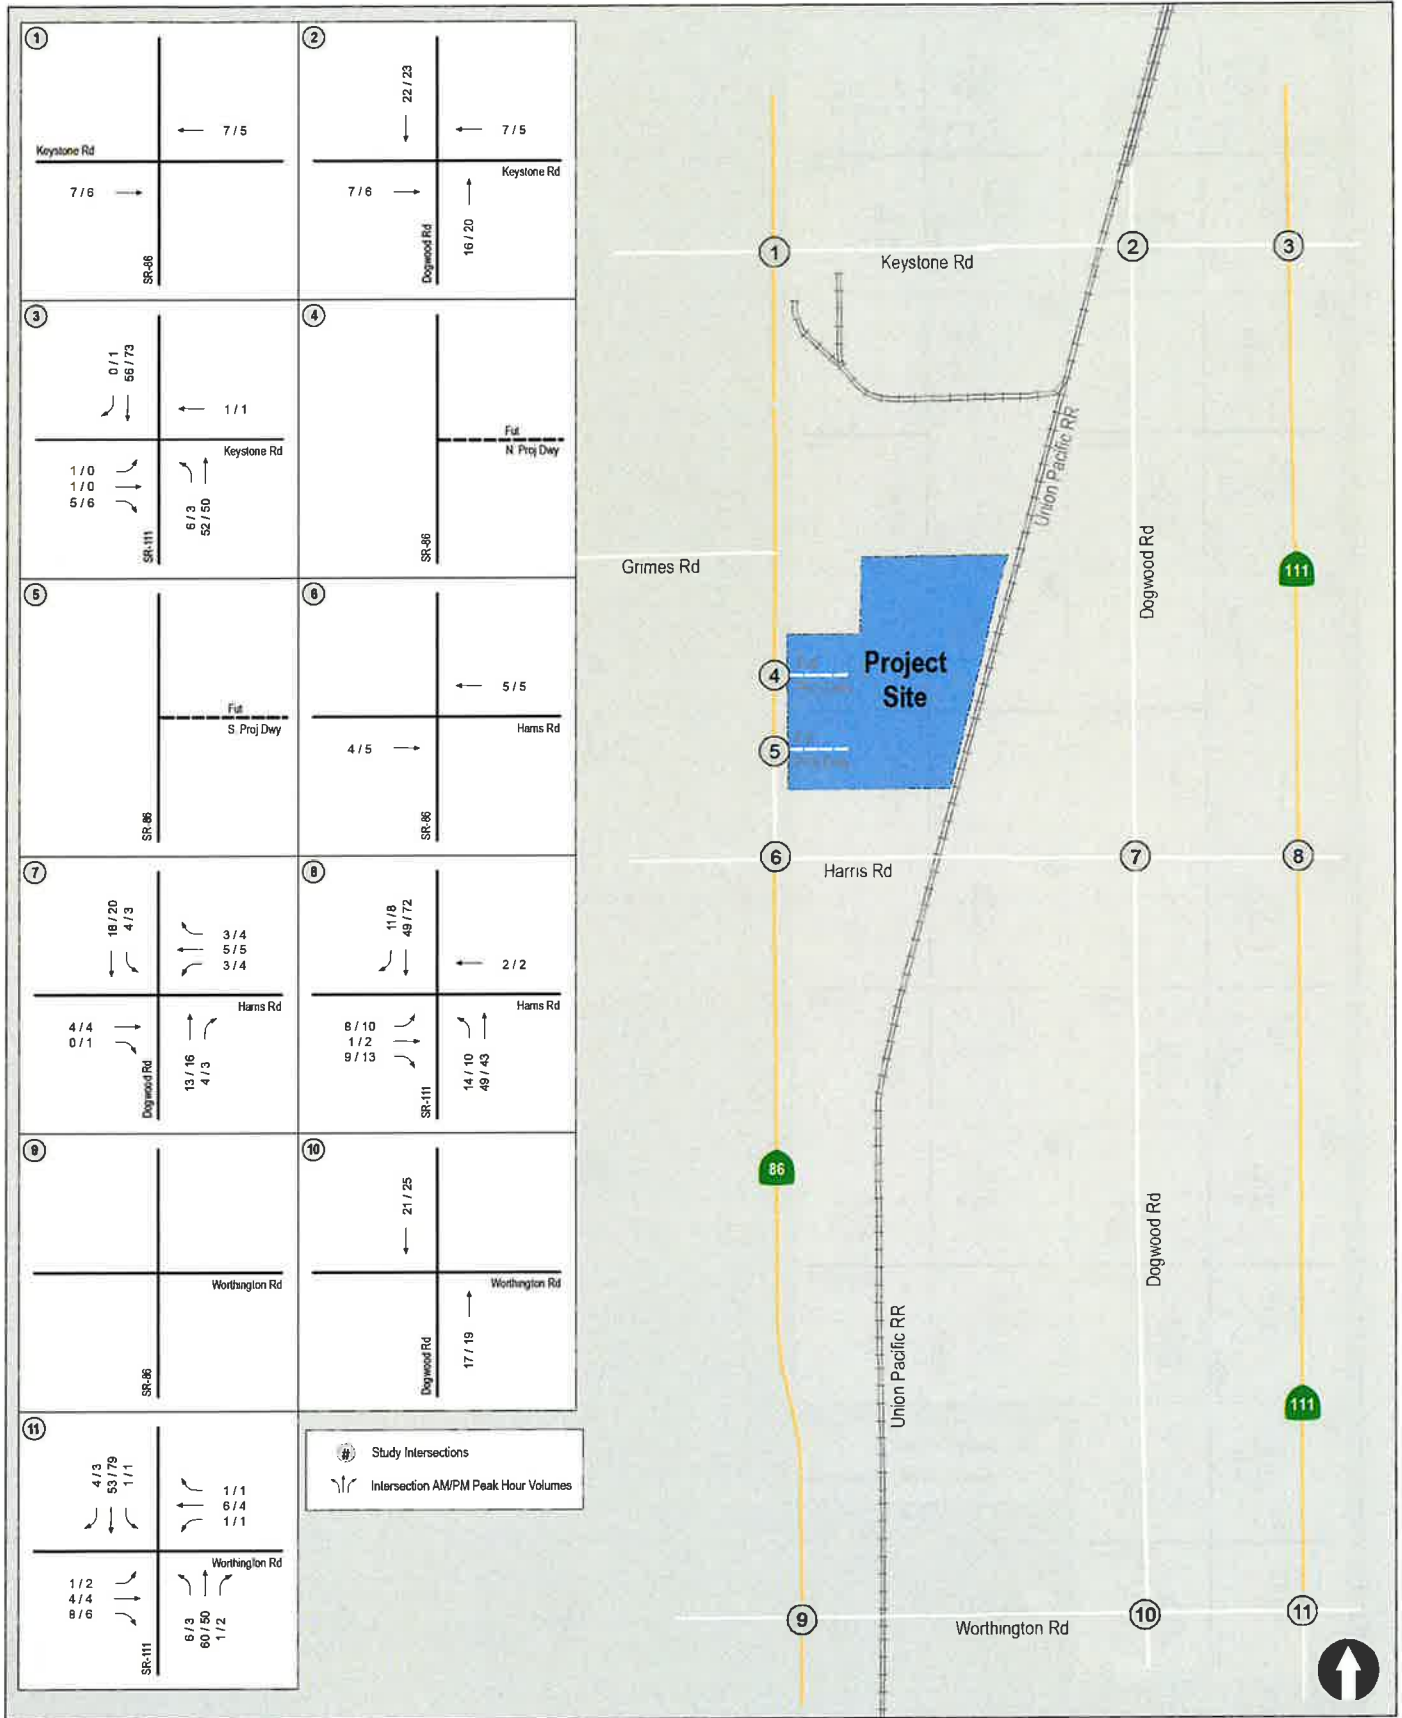 1
7 / 5
Keystone Rd
7 / 6
SR-86
2
22 / 23
7 / 5
Keystone Rd
7 / 6
Dogwood Rd
16 / 20
3
0 / 1
56 / 73
1 / 1
Keystone Rd
1 / 0
1 / 0
5 / 6
6 / 3
52 / 50
SR-111
4
Fut
N. Proj Dwy
SR-86
5
Fut
S. Proj Dwy
SR-86
6
5 / 5
Harris Rd
4 / 5
SR-86
7
18 / 20
4 / 3
3 / 4
5 / 5
3 / 4
Harris Rd
4 / 4
0 / 1
Dogwood Rd
13 / 16
4 / 3
8
11 / 8
49 / 72
2 / 2
Harris Rd
8 / 10
1 / 2
9 / 13
SR-111
14 / 10
49 / 43
9
Worthington Rd
SR-86
10
21 / 25
Worthington Rd
Dogwood Rd
17 / 19
11
4 / 3
53 / 79
1 / 1
1 / 1
6 / 4
1 / 1
Worthington Rd
1 / 2
4 / 4
8 / 6
SR-111
6 / 3
60 / 50
1 / 2
# Study Intersections
Intersection AM/PM Peak Hour Volumes
1
2
3
Keystone Rd
Union Pacific RR
Grimes Rd
Dogwood Rd
111
Project
Site
4
5
6
7
8
Harris Rd
86
Dogwood Rd
Union Pacific RR
111
9
10
11
Worthington Rd